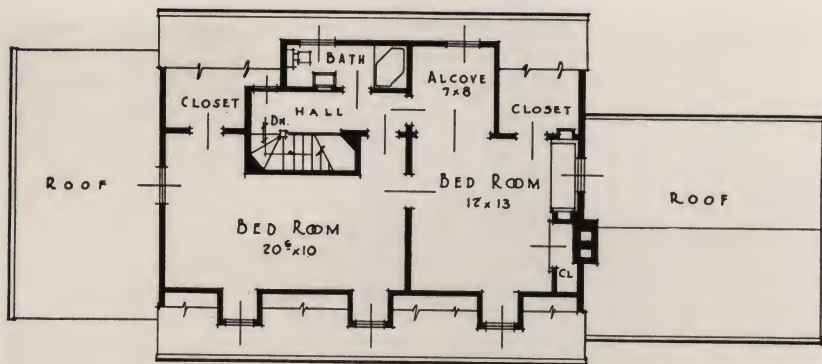 BATH
ALCOVE
7 x 8
CLOSET
CLOSET
HALL
DN.
ROOF
BED ROOM
12 x 13
ROOF
BED ROOM
20⁶ x 10
CL